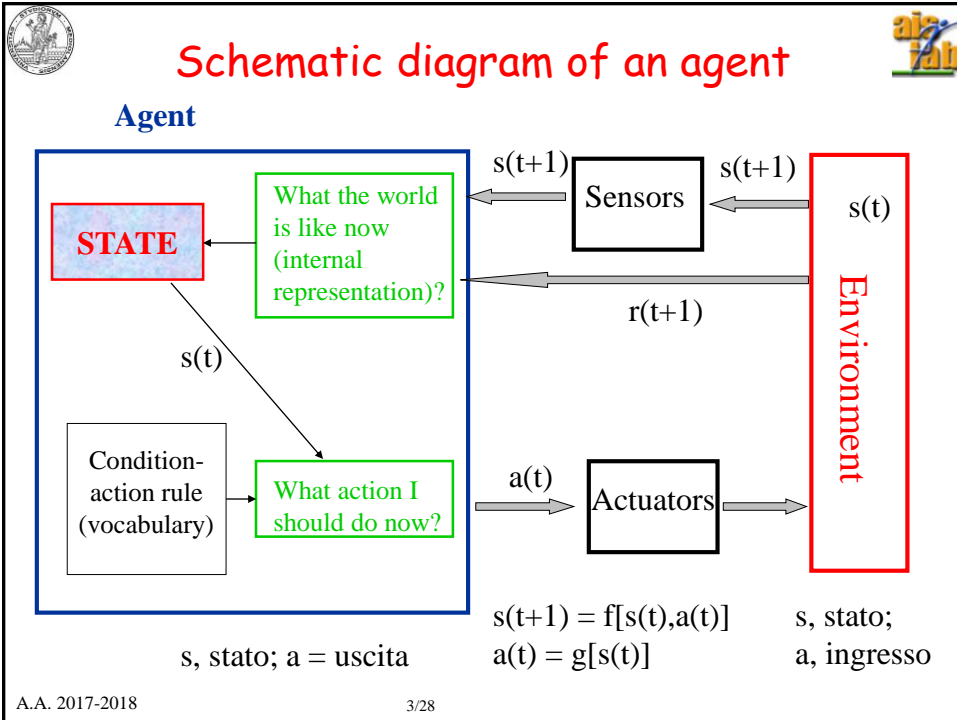 Schematic diagram of an agent
Agent
s(t+1)
s(t+1)
What the world
is like now
(internal
representation)?
Sensors
s(t)
STATE
r(t+1)
Environment
s(t)
Condition-
action rule
(vocabulary)
What action I
should do now?
a(t)
Actuators
s(t+1) = f[s(t),a(t)]
a(t) = g[s(t)]
s, stato;
a, ingresso
s, stato; a = uscita
A.A. 2017-2018
3/28
ais
lab